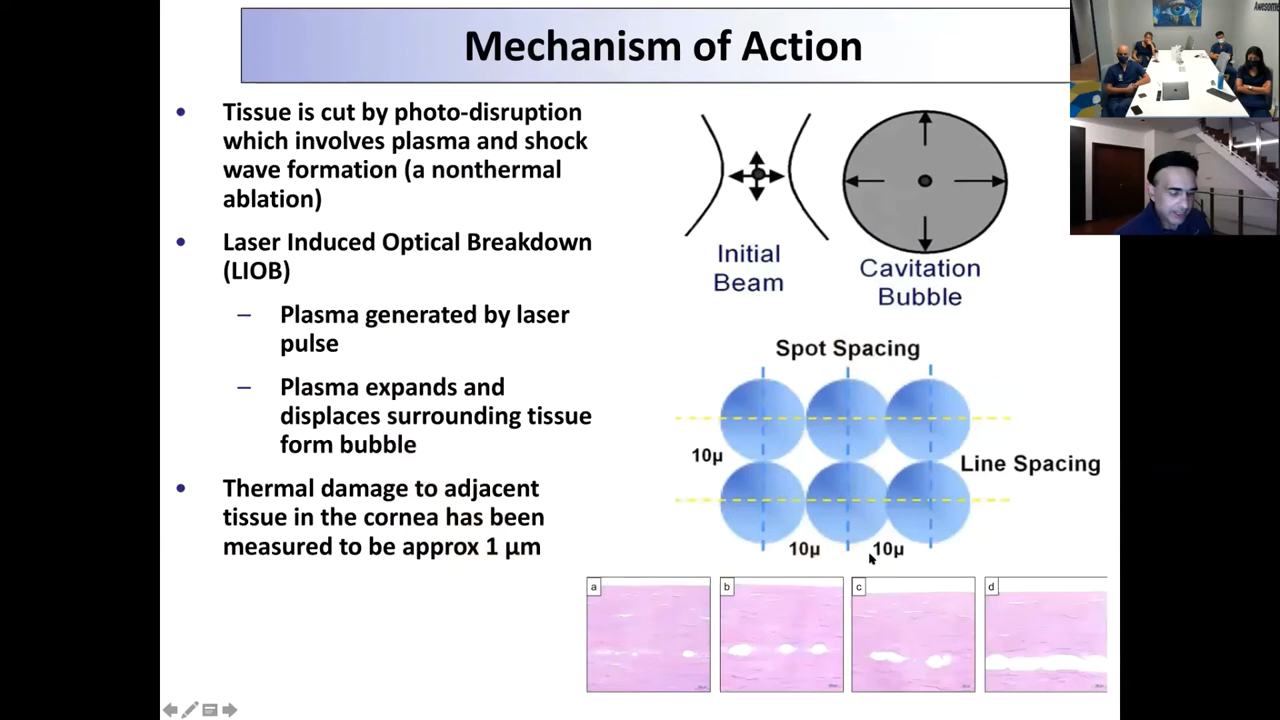 Mechanism of Action
Awesome
• Tissue is cut by photo-disruption
which involves plasma and shock
wave formation (a nonthermal
ablation)
• Laser Induced Optical Breakdown
(LIOB)
– Plasma generated by laser
pulse
– Plasma expands and
displaces surrounding tissue
form bubble
• Thermal damage to adjacent
tissue in the cornea has been
measured to be approx 1 µm
Initial
Beam
Cavitation
Bubble
Spot Spacing
10µ
Line Spacing
10µ
10µ
a
b
c
d